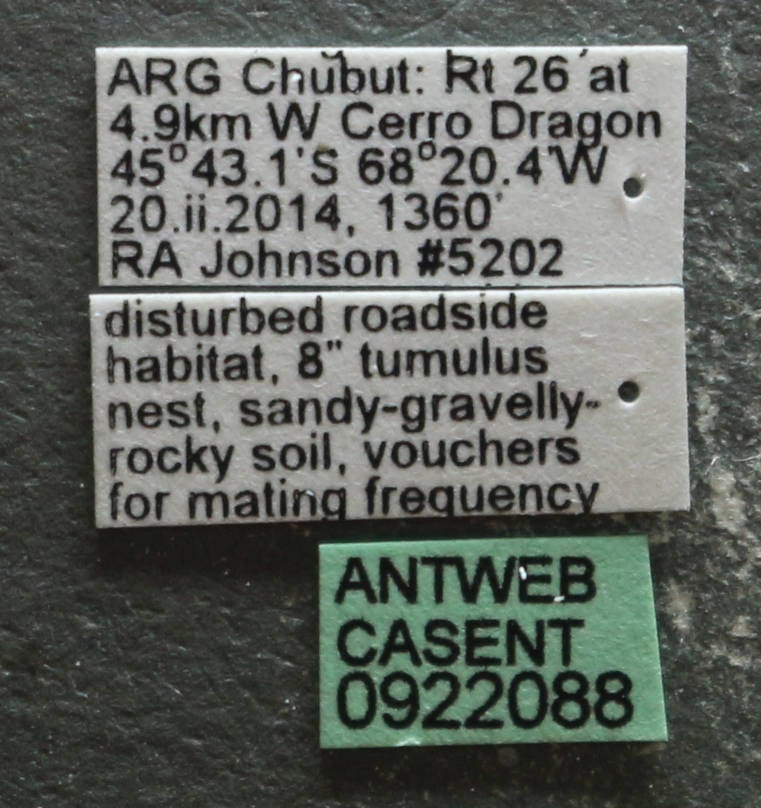 ARG Chubut: Rt 26 at
4.9km W Cerro Dragon
45°43.1'S 68°20.4'W
20.ii.2014, 1360'
RA Johnson #5202
disturbed roadside
habitat, 8" tumulus
nest, sandy-gravelly-
rocky soil, vouchers
for mating frequency
ANTWEB
CASENT
0922088